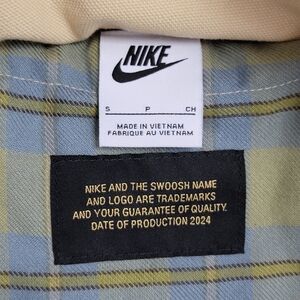 NIKE
S P CH
MADE IN VIETNAM
FABRIQUE AU VIETNAM
NIKE AND THE SWOOSH NAME
AND LOGO ARE TRADEMARKS
AND YOUR GUARANTEE OF QUALITY.
DATE OF PRODUCTION 2024